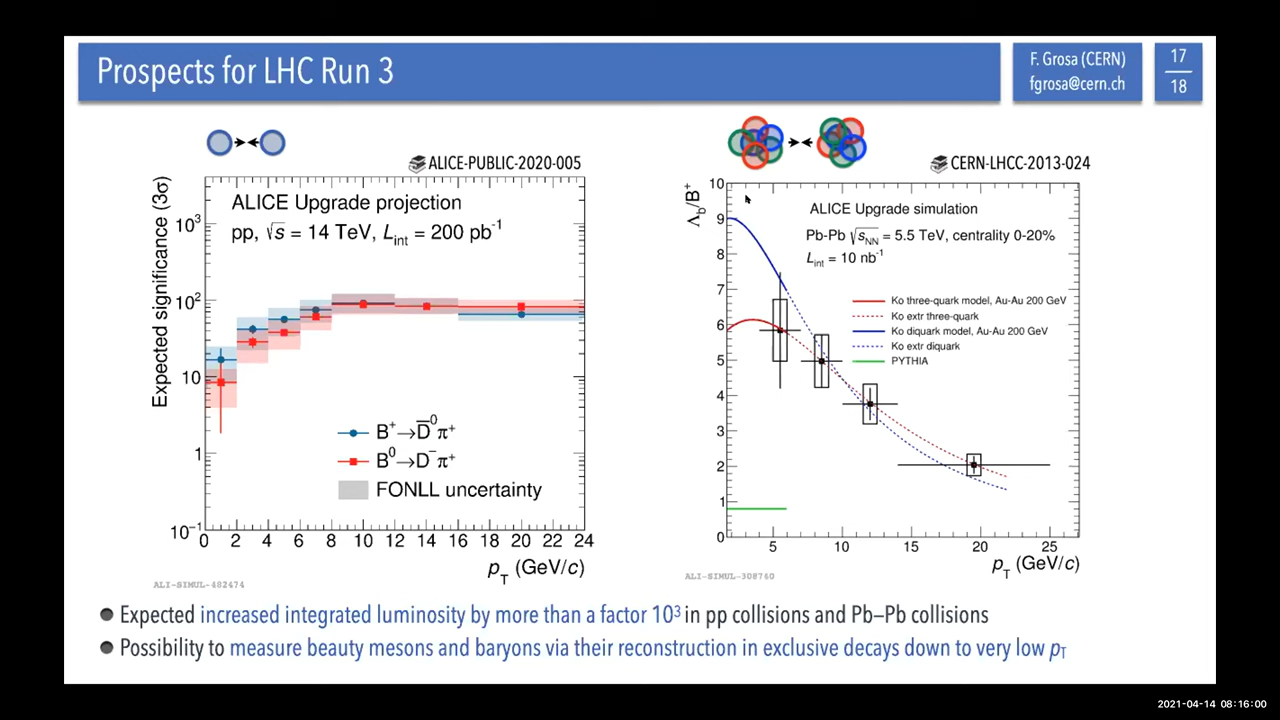 Prospects for LHC Run 3
F. Grosa (CERN)
fgrosa@cern.ch
17
18
ALICE-PUBLIC-2020-005
Expected significance (3σ)
ALICE Upgrade projection
pp, √s = 14 TeV, Lint = 200 pb⁻¹
10³
10²
10
1
10⁻¹
B⁺→D̅⁰π⁺
B⁰→D⁻π⁺
FONLL uncertainty
0 2 4 6 8 10 12 14 16 18 20 22 24
pT (GeV/c)
ALI-SIMUL-482474
CERN-LHCC-2013-024
Λb/B⁺
ALICE Upgrade simulation
Pb-Pb √sNN = 5.5 TeV, centrality 0-20%
Lint = 10 nb⁻¹
Ko three-quark model, Au-Au 200 GeV
Ko extr three-quark
Ko diquark model, Au-Au 200 GeV
Ko extr diquark
PYTHIA
10
9
8
7
6
5
4
3
2
1
0
5 10 15 20 25
pT (GeV/c)
ALI-SIMUL-308760
Expected increased integrated luminosity by more than a factor 10³ in pp collisions and Pb–Pb collisions
Possibility to measure beauty mesons and baryons via their reconstruction in exclusive decays down to very low pT
2021-04-14 08:16:00